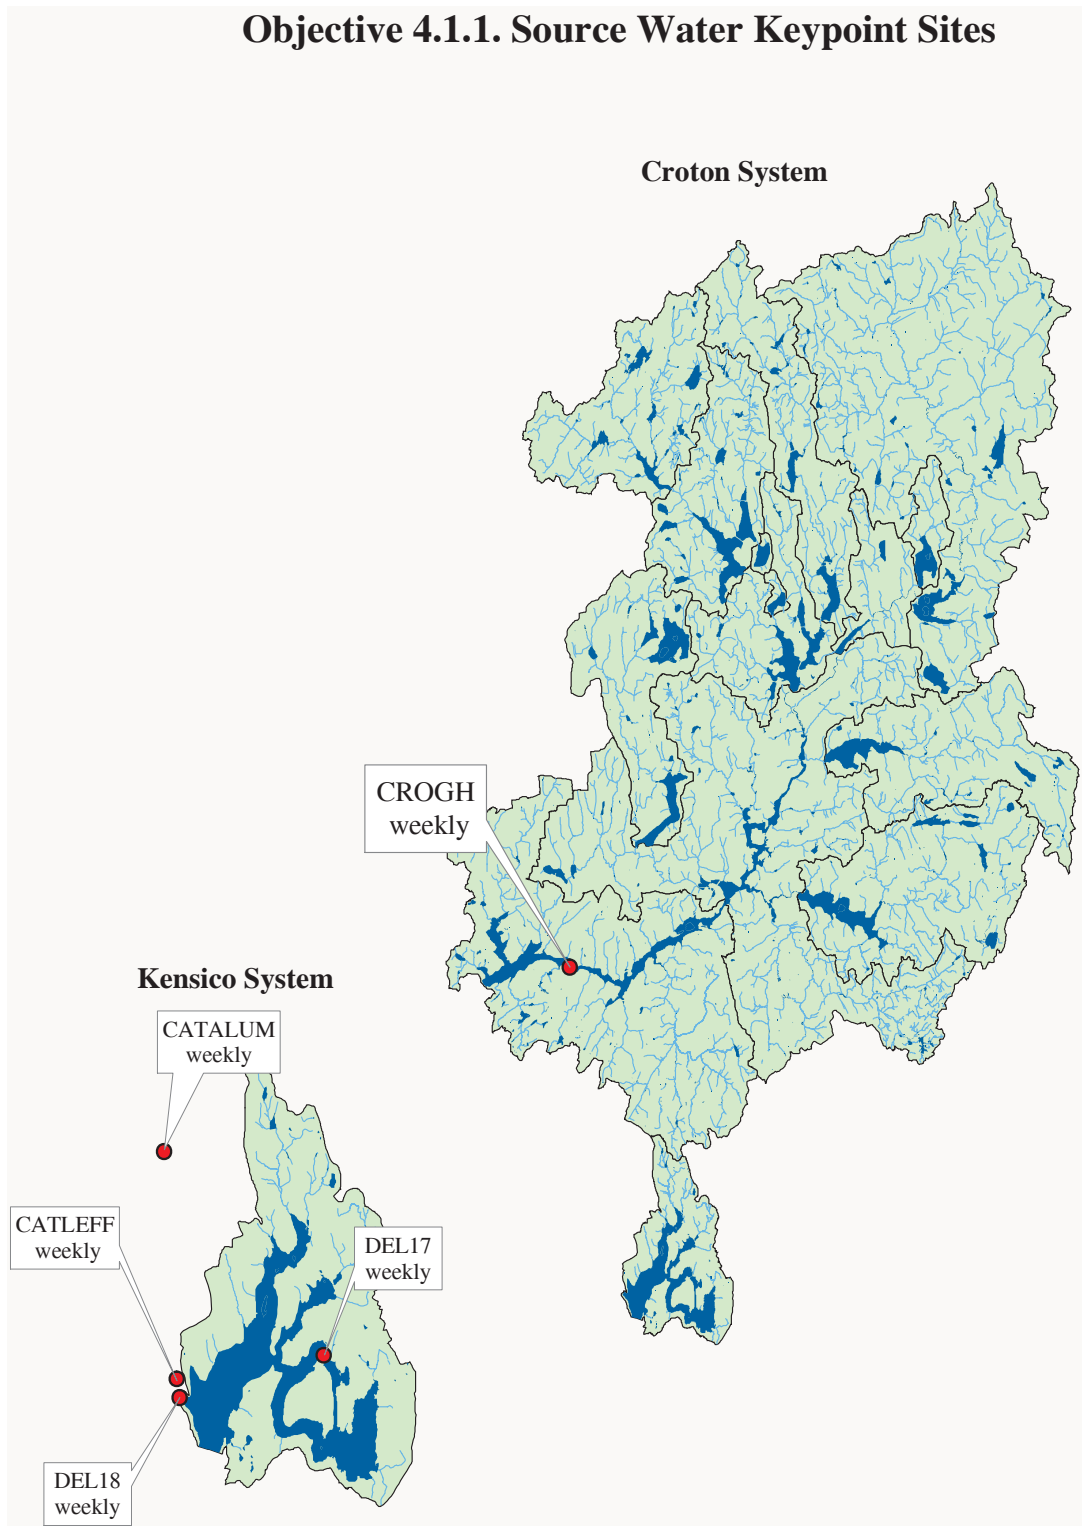 Objective 4.1.1. Source Water Keypoint Sites
Croton System
CROGH
weekly
Kensico System
CATALUM
weekly
CATLEFF
weekly
DEL17
weekly
DEL18
weekly